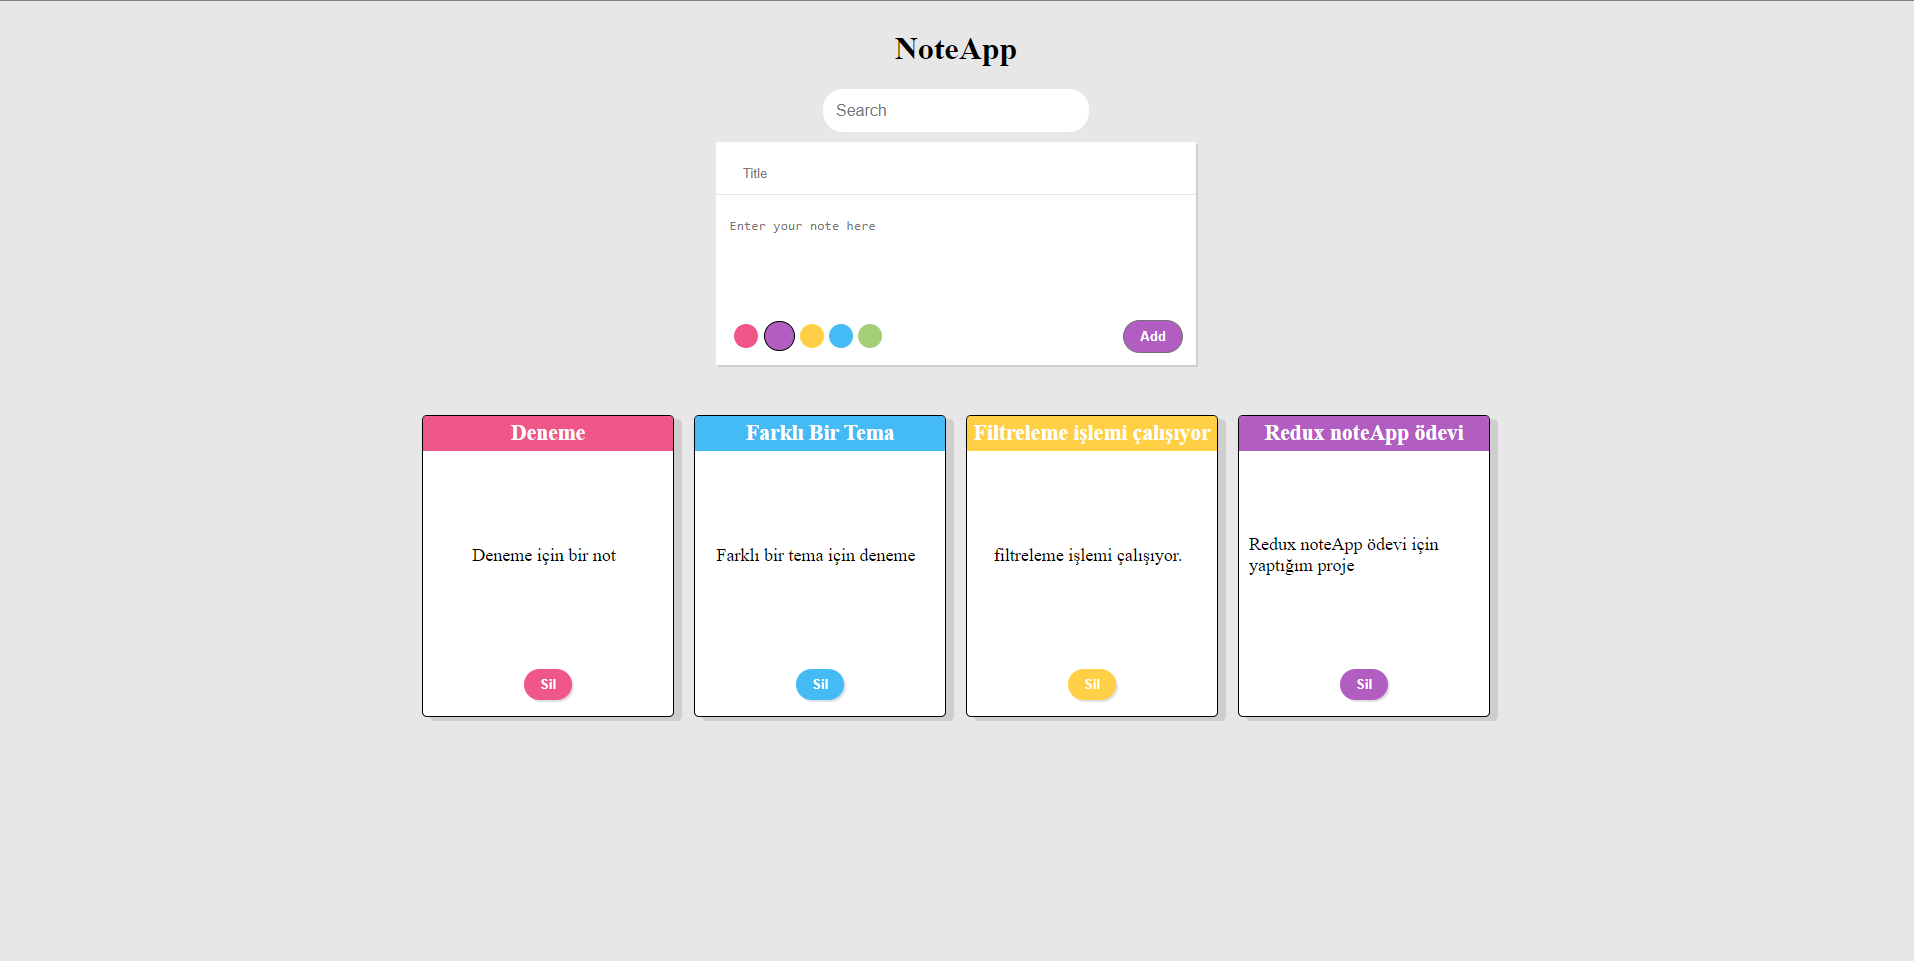 NoteApp
Search
Title
Enter your note here
Add
Deneme
Deneme için bir not
Sil
Farklı Bir Tema
Farklı bir tema için deneme
Sil
Filtreleme işlemi çalışıyor
filtreleme işlemi çalışıyor.
Sil
Redux noteApp ödevi
Redux noteApp ödevi için
yaptığım proje
Sil